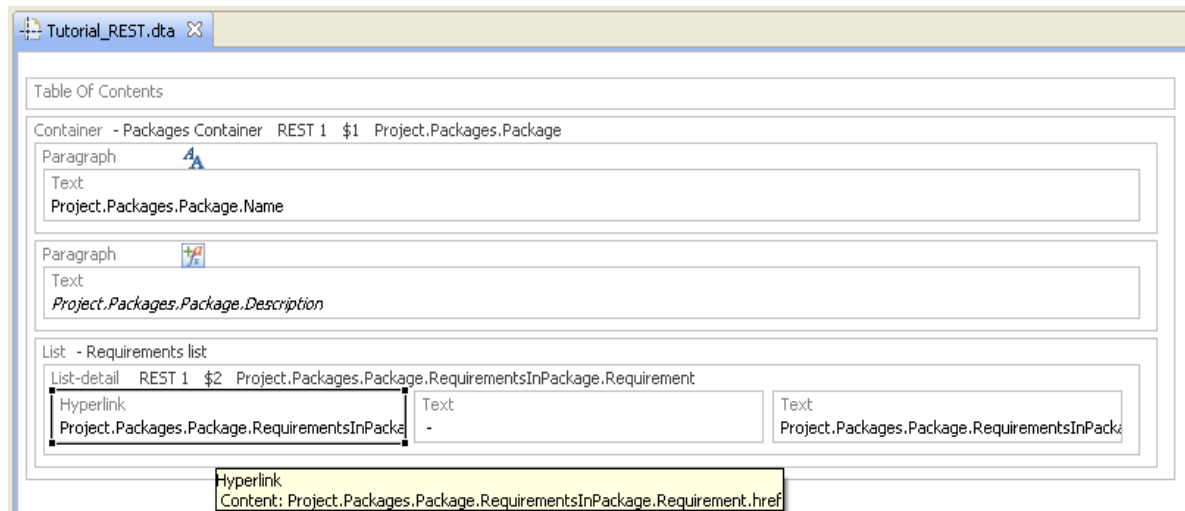 Tutorial_REST.dta
Table Of Contents
Container - Packages Container REST 1 $1 Project.Packages.Package
Paragraph
Text
Project.Packages.Package.Name
Paragraph
Text
Project.Packages.Package.Description
List - Requirements list
List-detail REST 1 $2 Project.Packages.Package.RequirementsInPackage.Requirement
Hyperlink Text Text
Project.Packages.Package.RequirementsInPacka - Project.Packages.Package.RequirementsInPacka
Hyperlink
Content: Project.Packages.Package.RequirementsInPackage.Requirement.href